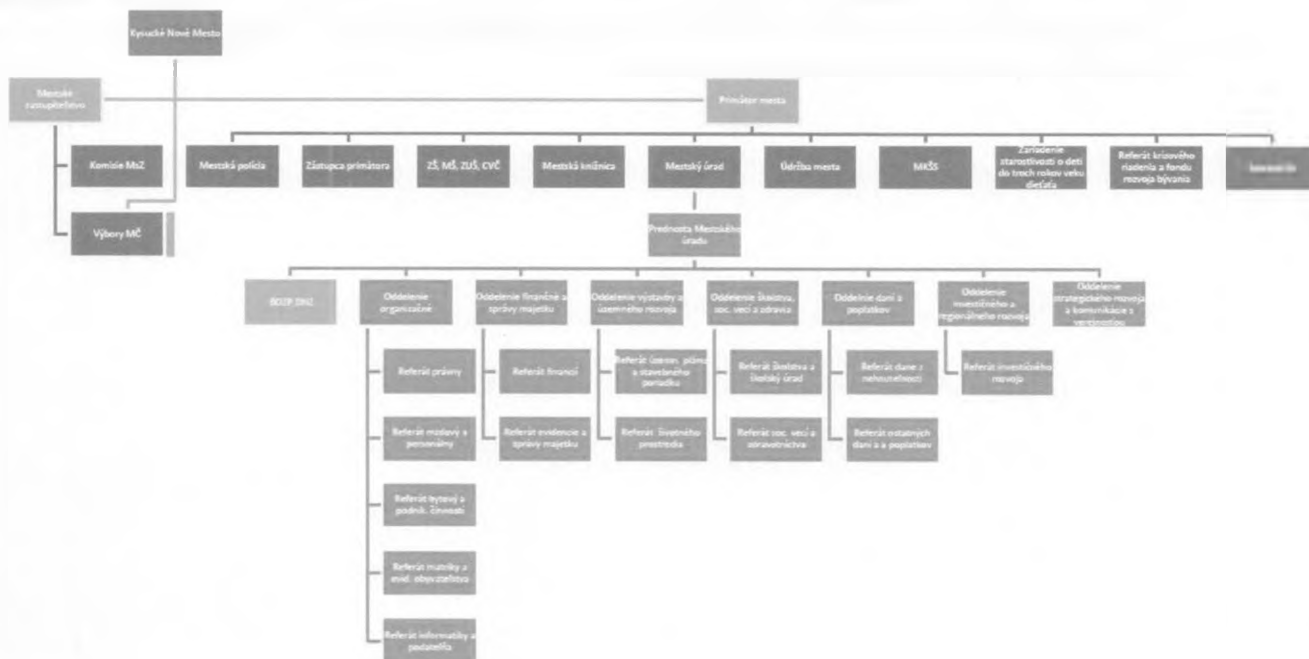 Kysucké Nové Mesto
Mestské
zastupiteľstvo
Primátor mesta
Komisie MsZ
Mestská polícia
Zástupca primátora
ZŠ, MŠ, ZUŠ, CVČ
Mestská knižnica
Mestský úrad
Údržba mesta
MKŠS
Zariadenie
starostlivosti o deti
do troch rokov veku
dieťaťa
Referát krízového
riadenia a fondu
rozvoja bývania
Výbory MČ
Prednosta Mestského
úradu
Oddelenie
organizačné
Oddelenie finančné a
správy majetku
Oddelenie výstavby a
územného rozvoja
Oddelenie školstva,
soc. vecí a zdravia
Oddelnie daní a
poplatkov
Oddelenie
investičného a
regionálneho rozvoja
Oddelenie
strategického rozvoja
a komunikácie s
verejnosťou
Referát právny
Referát financií
Referát územ. plánu
a stavebného
poriadku
Referát školstva a
školský úrad
Referát dane z
nehnuteľností
Referát investičného
rozvoja
Referát mzdový a
personálny
Referát evidencie a
správy majetku
Referát životného
prostredia
Referát soc. vecí a
zdravotníctva
Referát ostatných
daní a a poplatkov
Referát bytový a
podnik. činnosti
Referát matriky a
evid. obyvateľstva
Referát informatiky a
podateľňa